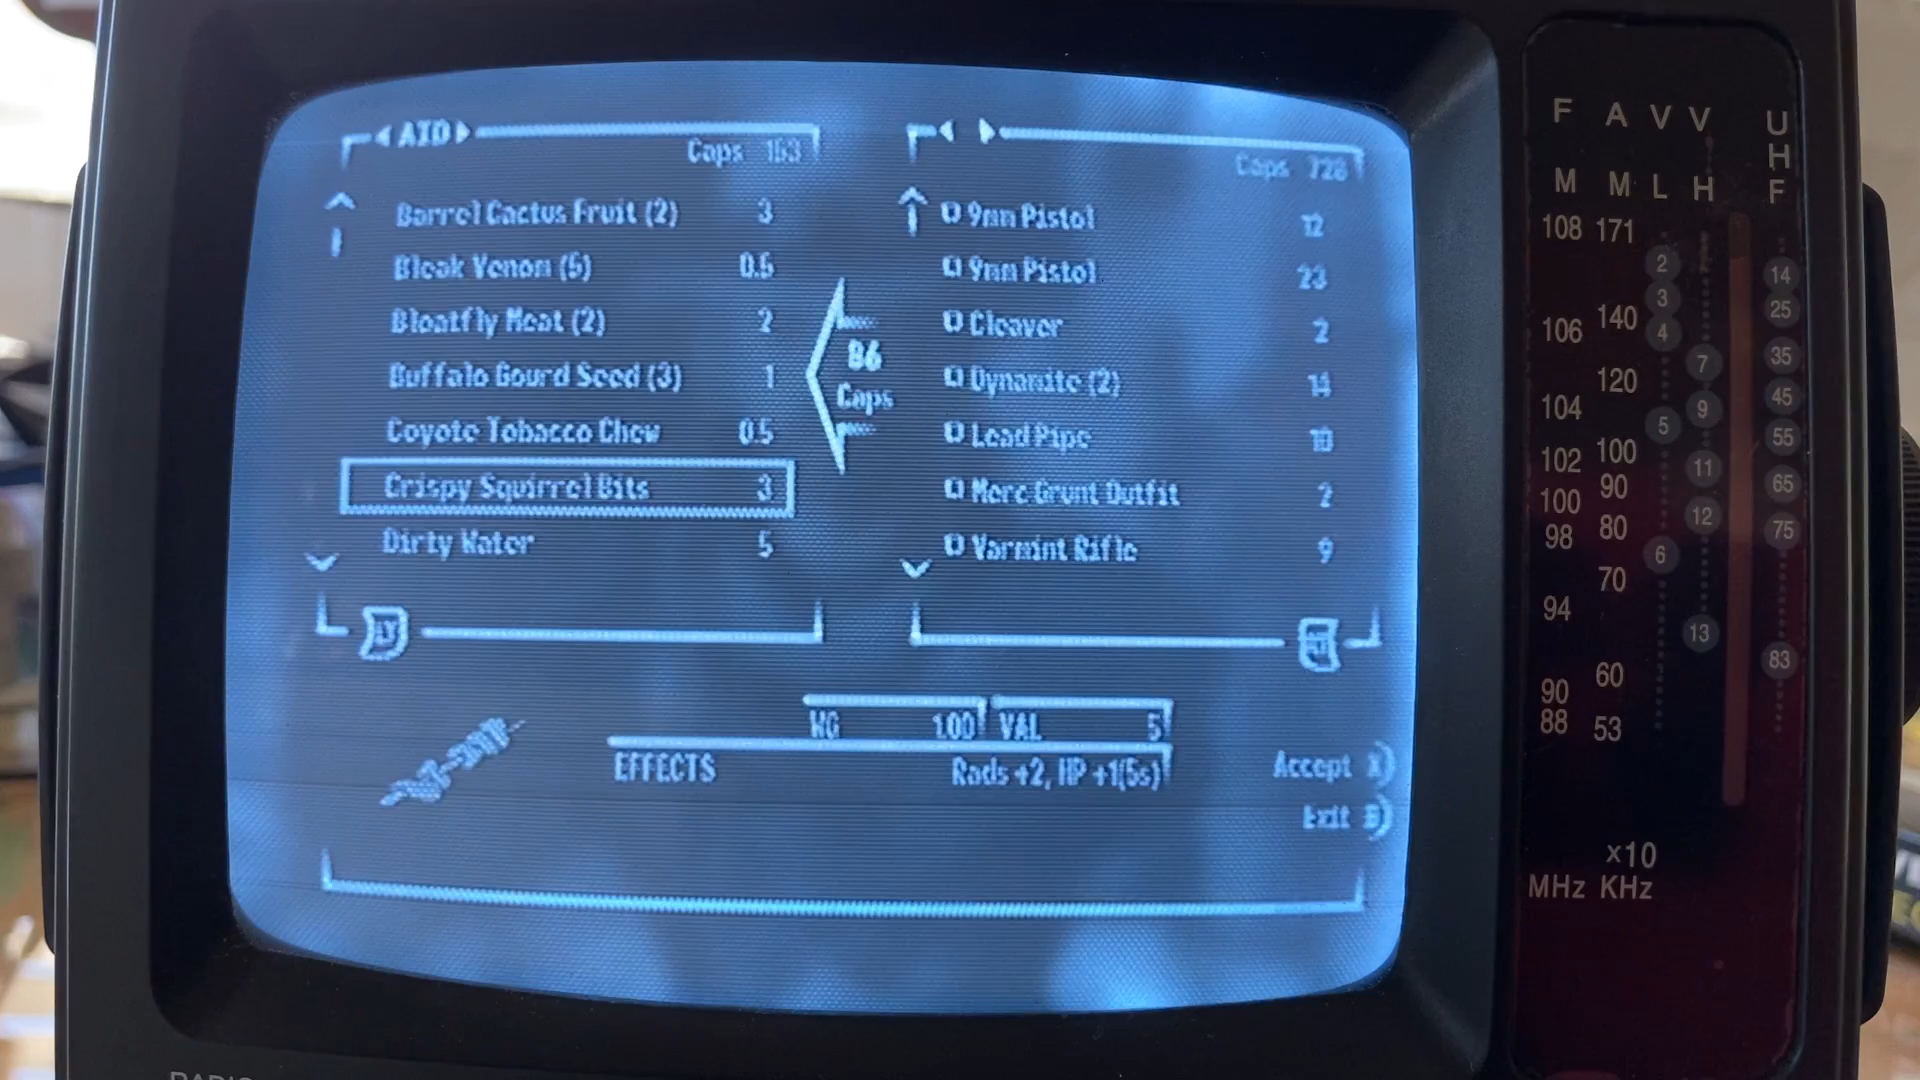 AID
Caps 153
Barrel Cactus Fruit (2) 3
Bleak Venom (5) 0.5
Bloatfly Meat (2) 2
Buffalo Gourd Seed (3) 1
Coyote Tobacco Chew 0.5
Crispy Squirrel Bits 3
Dirty Water 5
86
Caps
Caps 728
9mm Pistol 12
9mm Pistol 23
Cleaver 2
Dynamite (2) 14
Lead Pipe 10
Merc Grunt Outfit 2
Varmint Rifle 9
WG 1.00 VAL 5
EFFECTS Rads +2, HP +1(5s)
Accept X)
Exit B)
F A V V U
H
M M L H F
108 171
106 140
120
104
102 100
100 90
98 80
70
94
60
90
88 53
2
3
4
5
6
7
9
11
12
13
14
25
35
45
55
65
75
83
x10
MHz KHz